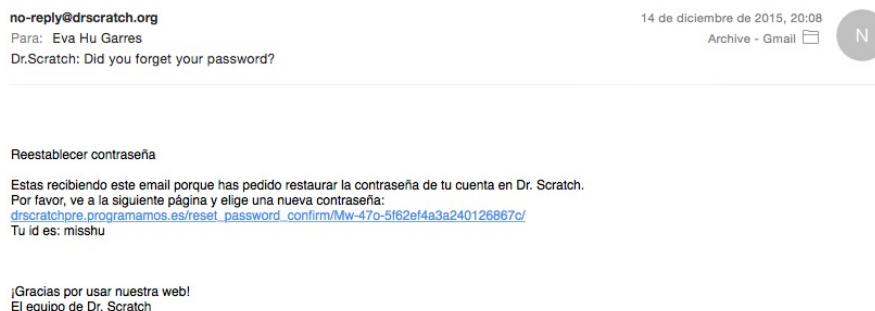 no-reply@drscratch.org
14 de diciembre de 2015, 20:08
Para: Eva Hu Garres
Archive - Gmail
N
Dr.Scratch: Did you forget your password?
Reestablecer contraseña
Estas recibiendo este email porque has pedido restaurar la contraseña de tu cuenta en Dr. Scratch.
Por favor, ve a la siguiente página y elige una nueva contraseña:
drscratchpre.programamos.es/reset_password_confirm/Mw-47o-5f62ef4a3a240126867c/
Tu id es: misshu
¡Gracias por usar nuestra web!
El equipo de Dr. Scratch